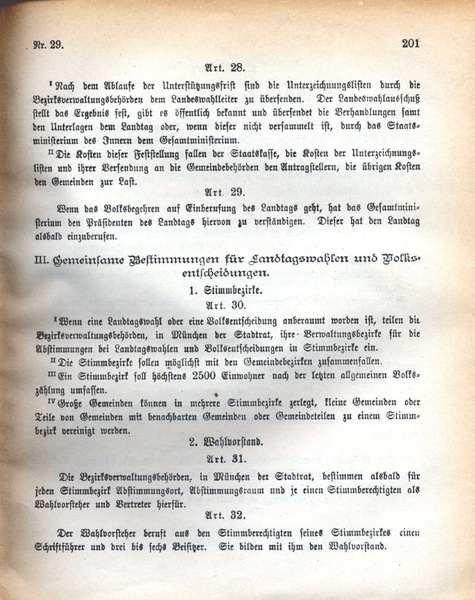 Nr. 29.
201
Art. 28.
I Nach dem Ablaufe der Unterstützungsfrist sind die Unterzeichnungslisten durch die
Bezirksverwaltungsbehörden dem Landeswahlleiter zu übersenden. Der Landeswahlausschuß
stellt das Ergebnis fest, gibt es öffentlich bekannt und übersendet die Verhandlungen samt
den Unterlagen dem Landtag oder, wenn dieser nicht versammelt ist, durch das Staats-
ministerium des Innern dem Gesamtministerium.
II Die Kosten dieser Feststellung fallen der Staatskasse, die Kosten der Unterzeichnungs-
listen und ihrer Versendung an die Gemeindebehörden den Antragstellern, die übrigen Kosten
den Gemeinden zur Last.
Art. 29.
Wenn das Volksbegehren auf Einberufung des Landtags geht, hat das Gesamtmini-
sterium den Präsidenten des Landtags hiervon zu verständigen. Dieser hat den Landtag
alsbald einzuberufen.
III. Gemeinsame Bestimmungen für Landtagswahlen und Volks-
entscheidungen.
1. Stimmbezirke.
Art. 30.
I Wenn eine Landtagswahl oder eine Volksentscheidung anberaumt worden ist, teilen die
Bezirksverwaltungsbehörden, in München der Stadtrat, ihre Verwaltungsbezirke für die
Abstimmungen bei Landtagswahlen und Volksentscheidungen in Stimmbezirke ein.
II Die Stimmbezirke sollen möglichst mit den Gemeindebezirken zusammenfallen.
III Ein Stimmbezirk soll höchstens 2500 Einwohner nach der letzten allgemeinen Volks-
zählung umfassen.
IV Große Gemeinden können in mehrere Stimmbezirke zerlegt, kleine Gemeinden oder
Teile von Gemeinden mit benachbarten Gemeinden oder Gemeindeteilen zu einem Stimm-
bezirk vereinigt werden.
2. Wahlvorstand.
Art. 31.
Die Bezirksverwaltungsbehörden, in München der Stadtrat, bestimmen alsbald für
jeden Stimmbezirk Abstimmungsort, Abstimmungsraum und je einen Stimmberechtigten als
Wahlvorsteher und Vertreter hierfür.
Art. 32.
Der Wahlvorsteher beruft aus den Stimmberechtigten seines Stimmbezirkes einen
Schriftführer und drei bis sechs Beisitzer. Sie bilden mit ihm den Wahlvorstand.